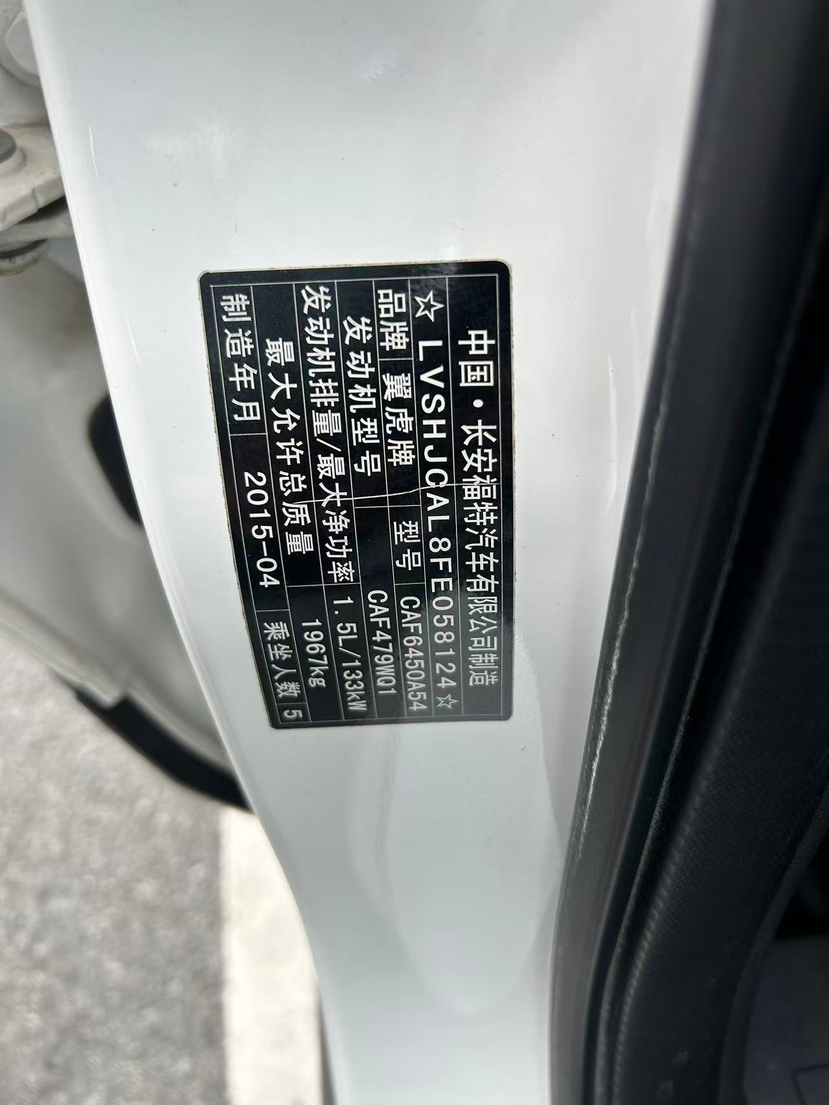 中国·长安福特汽车有限公司制造
☆LVSHJCAL8FE058124☆
品牌 翼虎牌 型号 CAF6450A54
发动机型号 CAF479WQ1
发动机排量/最大净功率 1.5L/133kW
最大允许总质量 1967kg
制造年月 2015-04 乘坐人数 5